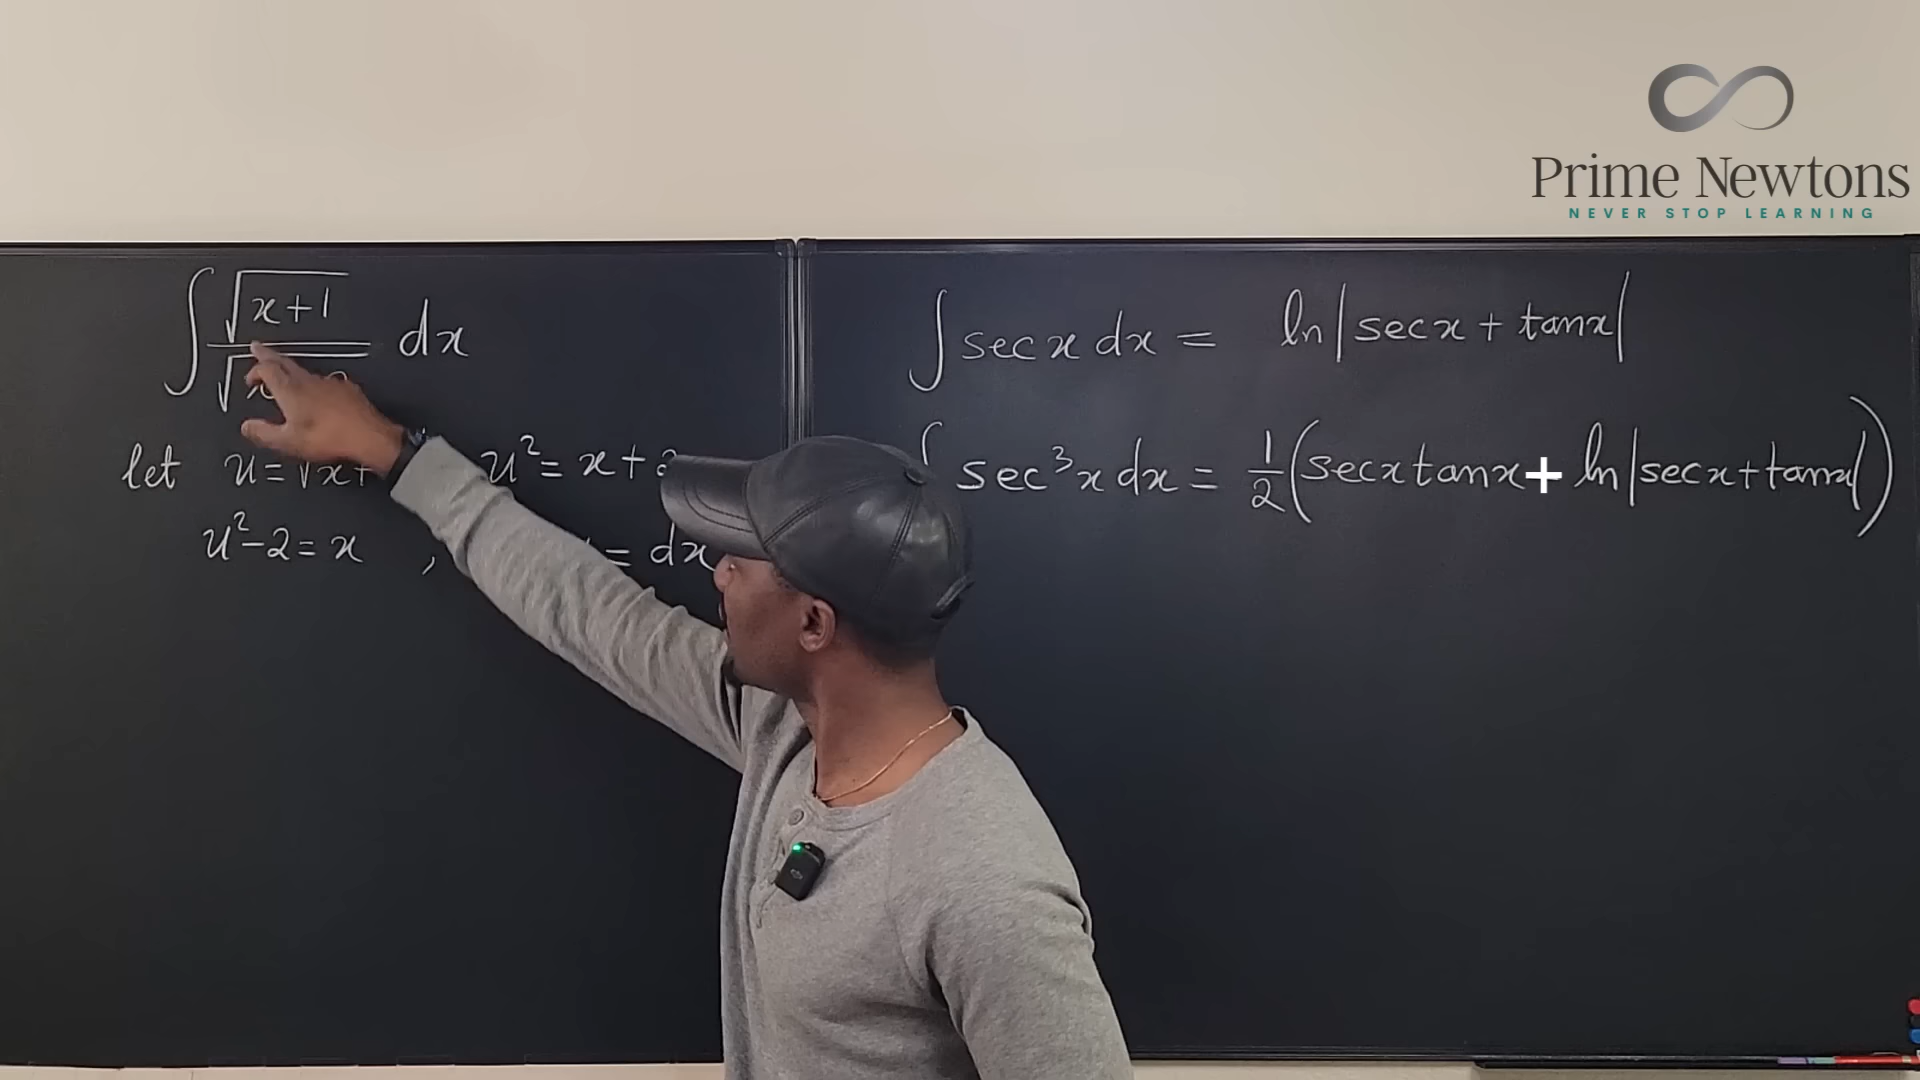 Prime Newtons
NEVER STOP LEARNING
∫ √(x+1) / √x dx
let u = √x+ u² = x +
u² - 2 = x , = dx
∫ sec x dx = ln|sec x + tan x|
∫ sec³x dx = 1/2 (sec x tan x + ln|sec x + tan x|)